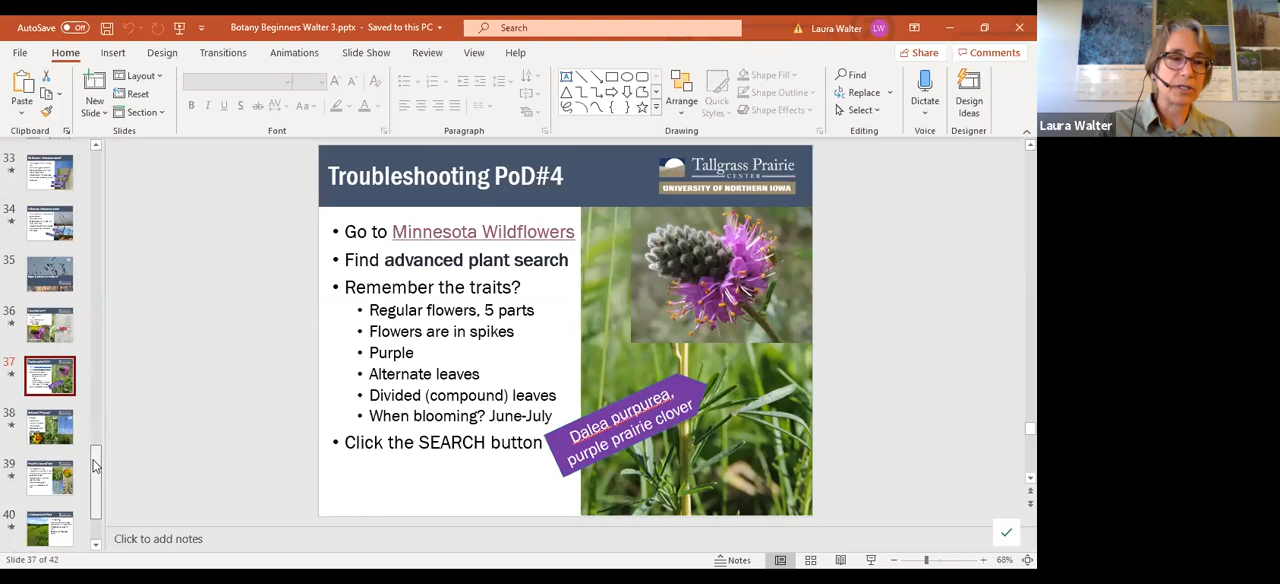 AutoSave Off
Botany Beginners Walter 3.pptx - Saved to this PC
Search
Laura Walter LW
File Home Insert Design Transitions Animations Slide Show Review View Help
Share Comments
Paste
Clipboard
New Slide
Layout
Reset
Section
Slides
B I U S ab AV Aa A
Font
Paragraph
Arrange
Quick Styles
Shape Fill
Shape Outline
Shape Effects
Drawing
Find
Replace
Select
Editing
Dictate
Voice
Design Ideas
Designer
Laura Walter
33
34
35
36
37
38
39
40
Troubleshooting PoD#4
Tallgrass Prairie
CENTER
UNIVERSITY OF NORTHERN IOWA
• Go to Minnesota Wildflowers
• Find advanced plant search
• Remember the traits?
• Regular flowers, 5 parts
• Flowers are in spikes
• Purple
• Alternate leaves
• Divided (compound) leaves
• When blooming? June-July
• Click the SEARCH button
Dalea purpurea,
purple prairie clover
Click to add notes
Slide 37 of 42
Notes
68%